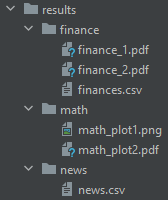 results
finance
finance_1.pdf
finance_2.pdf
finances.csv
math
math_plot1.png
math_plot2.pdf
news
news.csv